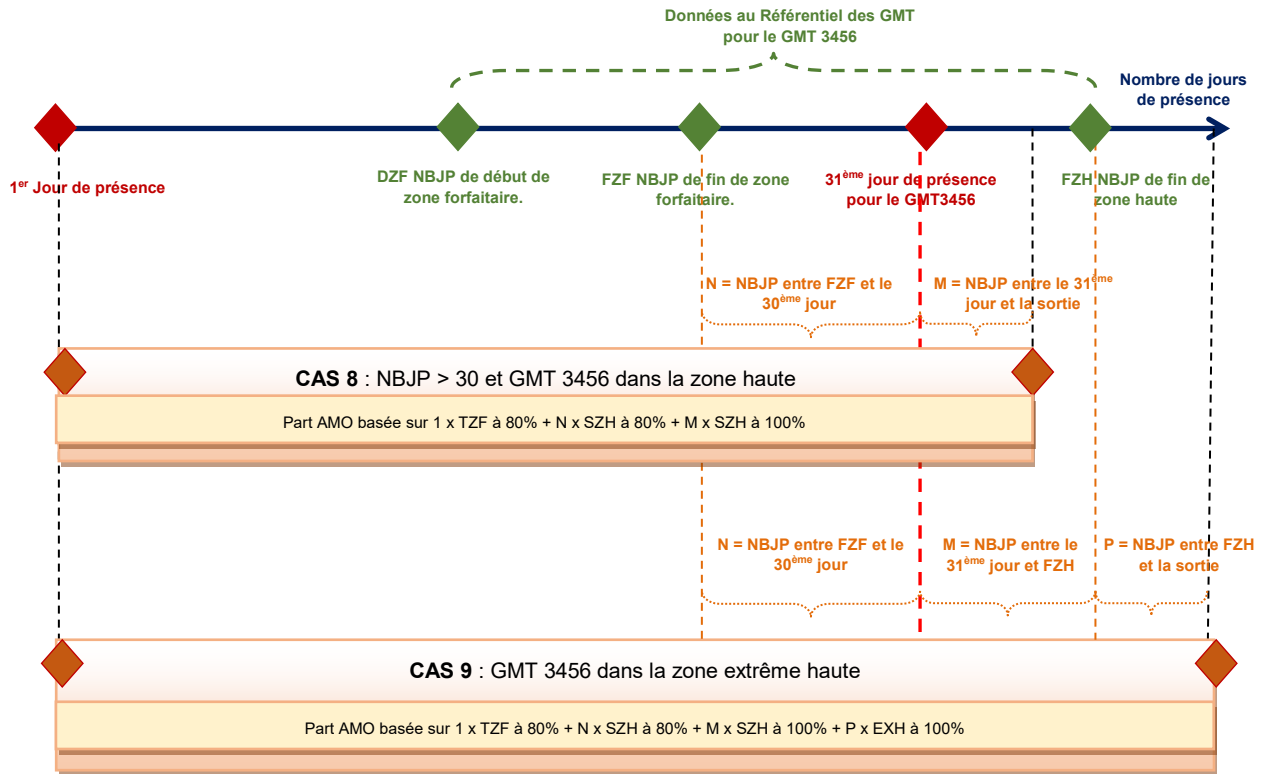 Données au Référentiel des GMT
pour le GMT 3456
Nombre de jours
de présence
1er Jour de présence
DZF NBJP de début de
zone forfaitaire.
FZF NBJP de fin de zone
forfaitaire.
31ème jour de présence
pour le GMT3456
FZH NBJP de fin de
zone haute
N = NBJP entre FZF et le
30ème jour
M = NBJP entre le 31ème
jour et la sortie
CAS 8 : NBJP > 30 et GMT 3456 dans la zone haute
Part AMO basée sur 1 x TZF à 80% + N x SZH à 80% + M x SZH à 100%
N = NBJP entre FZF et le
30ème jour
M = NBJP entre le
31ème jour et FZH
P = NBJP entre FZH
et la sortie
CAS 9 : GMT 3456 dans la zone extrême haute
Part AMO basée sur 1 x TZF à 80% + N x SZH à 80% + M x SZH à 100% + P x EXH à 100%